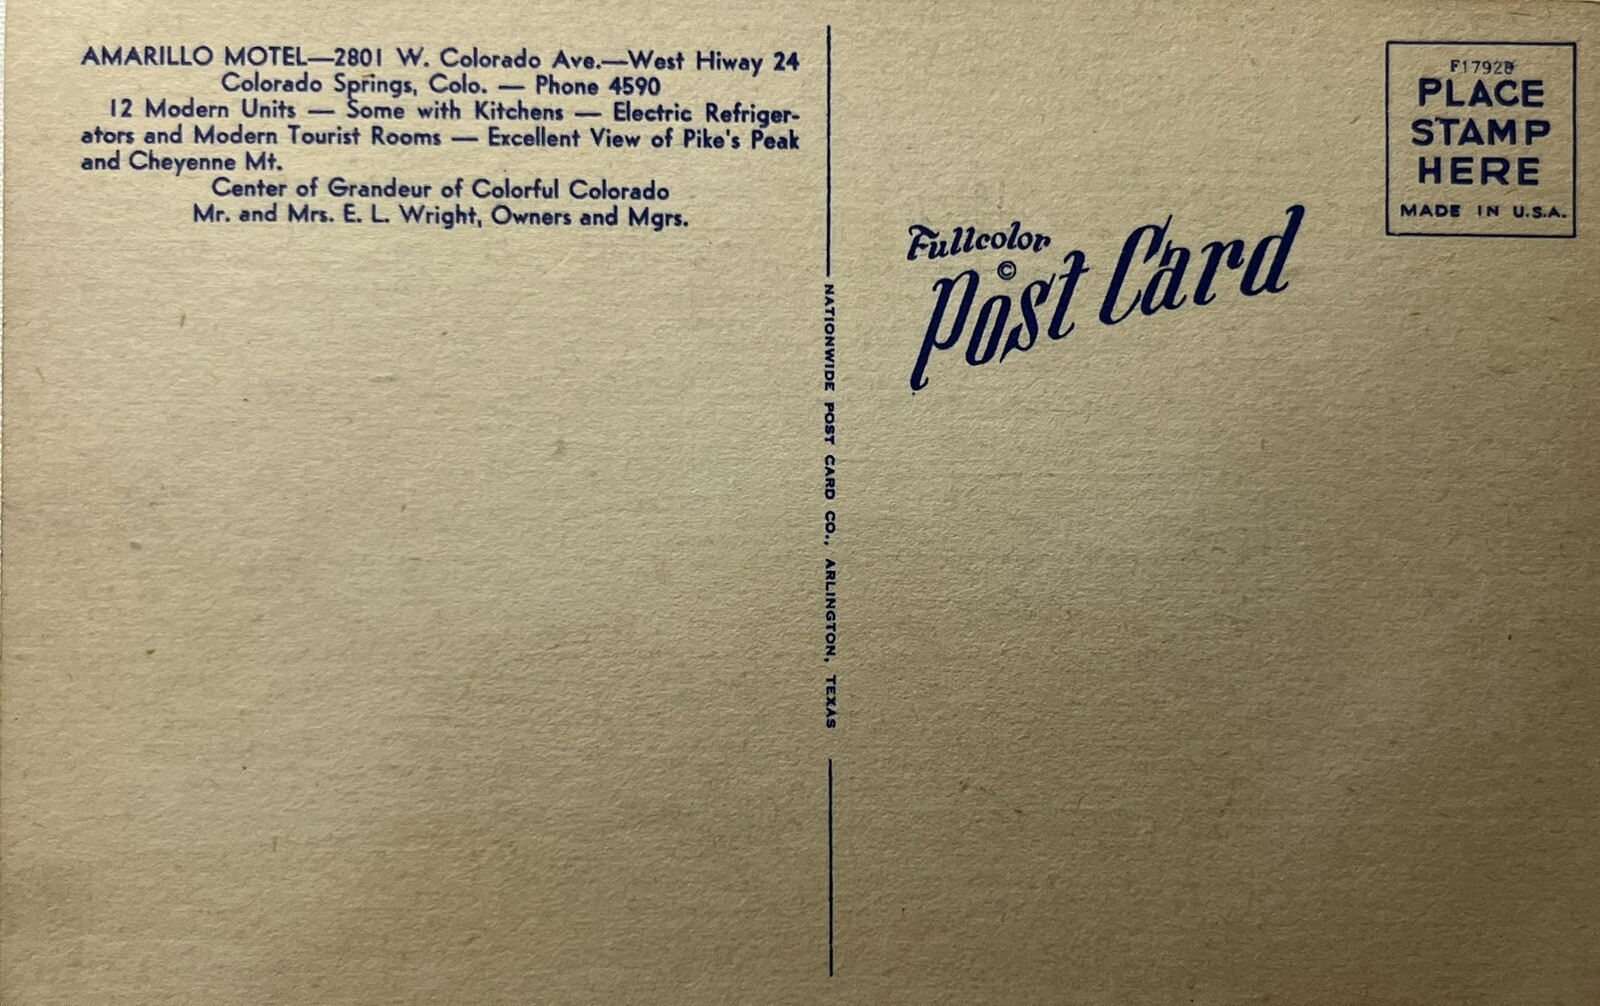 AMARILLO MOTEL—2801 W. Colorado Ave.—West Hiway 24
Colorado Springs, Colo. — Phone 4590
12 Modern Units — Some with Kitchens — Electric Refriger-
ators and Modern Tourist Rooms — Excellent View of Pike's Peak
and Cheyenne Mt.
Center of Grandeur of Colorful Colorado
Mr. and Mrs. E. L. Wright, Owners and Mgrs.
NATIONWIDE POST CARD CO., ARLINGTON, TEXAS
Fullcolor
©
Post Card
PLACE
STAMP
HERE
MADE IN U.S.A.